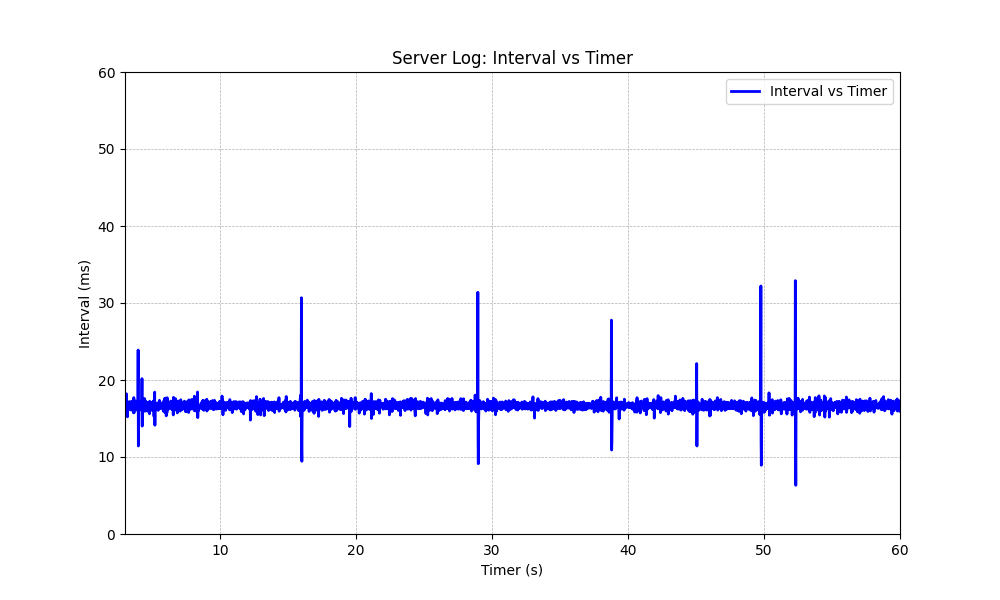 Server Log: Interval vs Timer
Interval vs Timer
60
50
40
30
20
10
0
Interval (ms)
10 20 30 40 50 60
Timer (s)